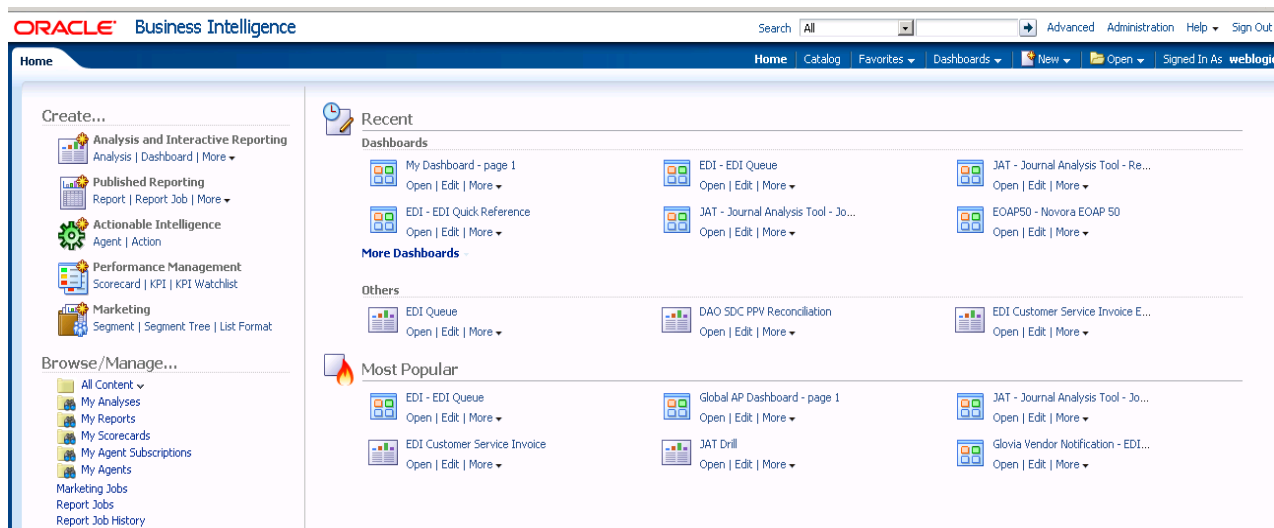 ORACLE Business Intelligence
Search All Advanced Administration Help Sign Out
Home
Home Catalog Favorites Dashboards New Open Signed In As weblogic
Create...
Analysis and Interactive Reporting
Analysis | Dashboard | More
Published Reporting
Report | Report Job | More
Actionable Intelligence
Agent | Action
Performance Management
Scorecard | KPI | KPI Watchlist
Marketing
Segment | Segment Tree | List Format
Browse/Manage...
All Content
My Analyses
My Reports
My Scorecards
My Agent Subscriptions
My Agents
Marketing Jobs
Report Jobs
Report Job History
Recent
Dashboards
My Dashboard - page 1
Open | Edit | More
EDI - EDI Queue
Open | Edit | More
JAT - Journal Analysis Tool - Re...
Open | Edit | More
EDI - EDI Quick Reference
Open | Edit | More
JAT - Journal Analysis Tool - Jo...
Open | Edit | More
EOAP50 - Novora EOAP 50
Open | Edit | More
More Dashboards
Others
EDI Queue
Open | Edit | More
DAO SDC PPV Reconciliation
Open | Edit | More
EDI Customer Service Invoice E...
Open | Edit | More
Most Popular
EDI - EDI Queue
Open | Edit | More
Global AP Dashboard - page 1
Open | Edit | More
JAT - Journal Analysis Tool - Jo...
Open | Edit | More
EDI Customer Service Invoice
Open | Edit | More
JAT Drill
Open | Edit | More
Glovia Vendor Notification - EDI...
Open | Edit | More